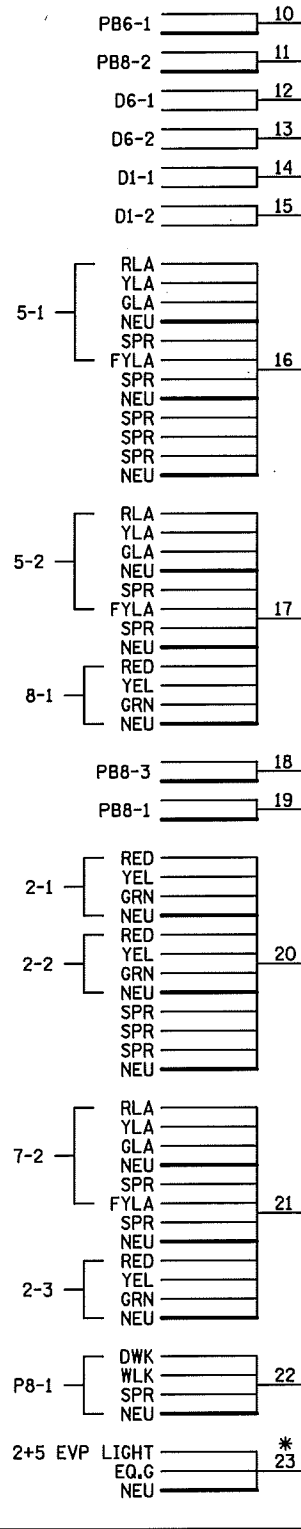 PB6-1 10
PB8-2 11
D6-1 12
D6-2 13
D1-1 14
D1-2 15
RLA
YLA
GLA
5-1 NEU
SPR
FYLA 16
SPR
NEU
SPR
SPR
SPR
NEU
RLA
YLA
GLA
5-2 NEU
SPR
FYLA 17
SPR
NEU
RED
8-1 YEL
GRN
NEU
PB8-3 18
PB8-1 19
RED
2-1 YEL
GRN
NEU
RED
2-2 YEL 20
GRN
NEU
SPR
SPR
SPR
NEU
RLA
YLA
GLA
7-2 NEU
SPR
FYLA 21
SPR
NEU
RED
2-3 YEL
GRN
NEU
DWK
P8-1 WLK 22
SPR
NEU
2+5 EVP LIGHT *
EQ.G 23
NEU